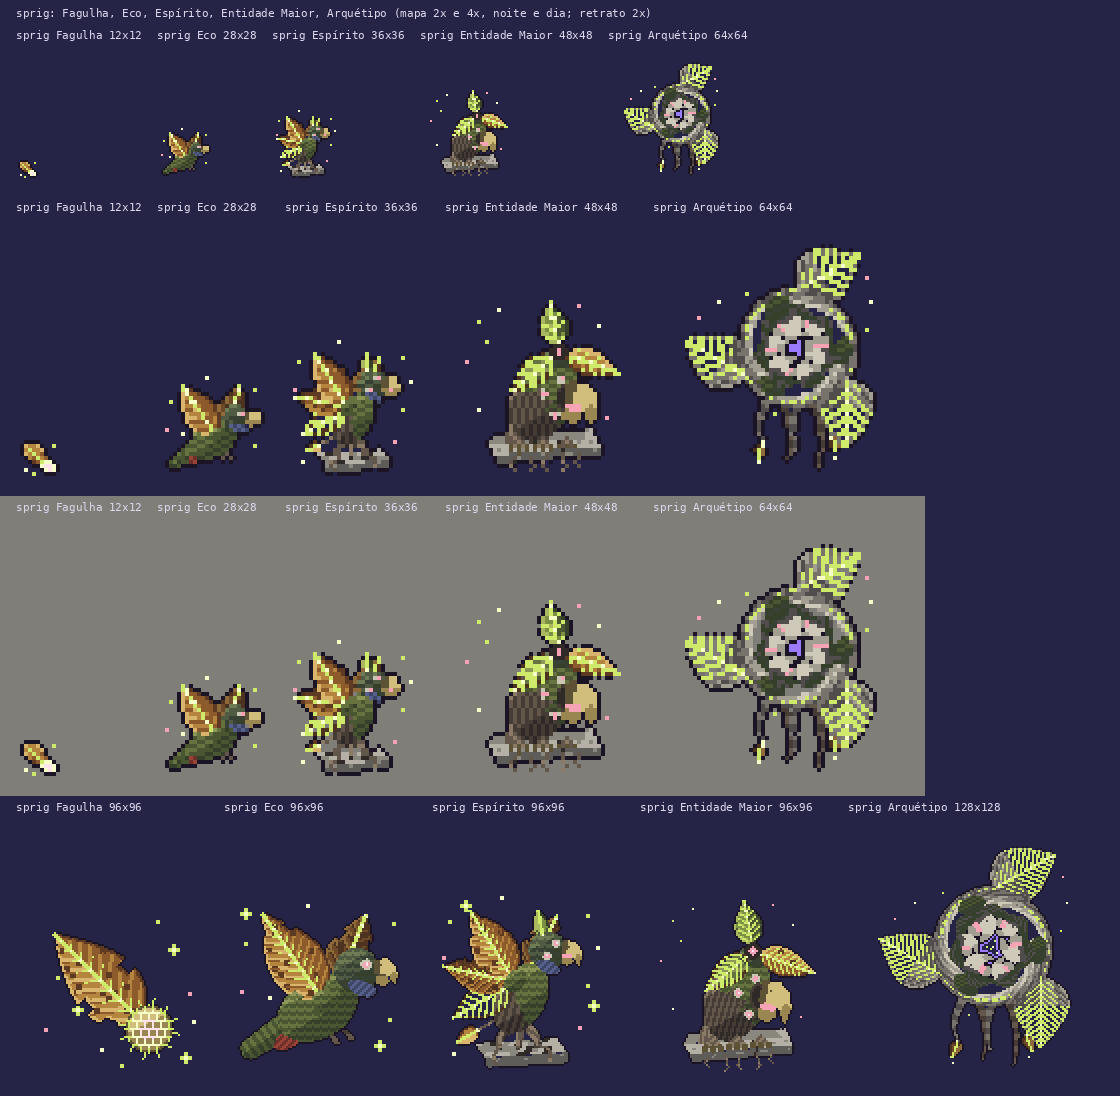 sprig: Fagulha, Eco, Espírito, Entidade Maior, Arquétipo (mapa 2x e 4x, noite e dia; retrato 2x)
sprig Fagulha 12x12 sprig Eco 28x28 sprig Espírito 36x36 sprig Entidade Maior 48x48 sprig Arquétipo 64x64
sprig Fagulha 12x12 sprig Eco 28x28 sprig Espírito 36x36 sprig Entidade Maior 48x48 sprig Arquétipo 64x64
sprig Fagulha 12x12 sprig Eco 28x28 sprig Espírito 36x36 sprig Entidade Maior 48x48 sprig Arquétipo 64x64
sprig Fagulha 96x96 sprig Eco 96x96 sprig Espírito 96x96 sprig Entidade Maior 96x96 sprig Arquétipo 128x128